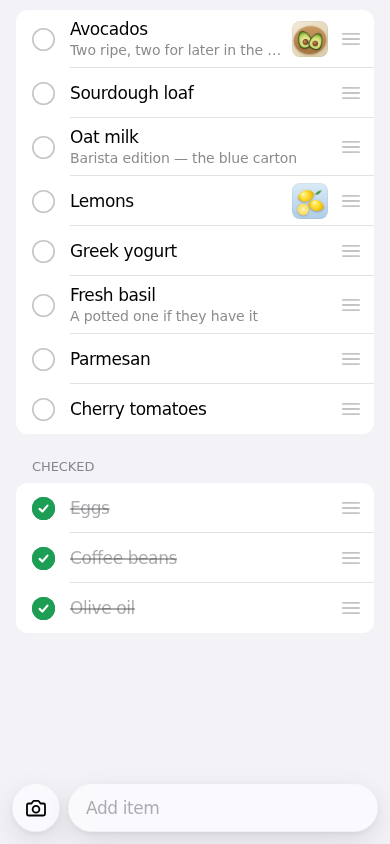 Avocados
Two ripe, two for later in the …
Sourdough loaf
Oat milk
Barista edition — the blue carton
Lemons
Greek yogurt
Fresh basil
A potted one if they have it
Parmesan
Cherry tomatoes
CHECKED
Eggs
Coffee beans
Olive oil
Add item